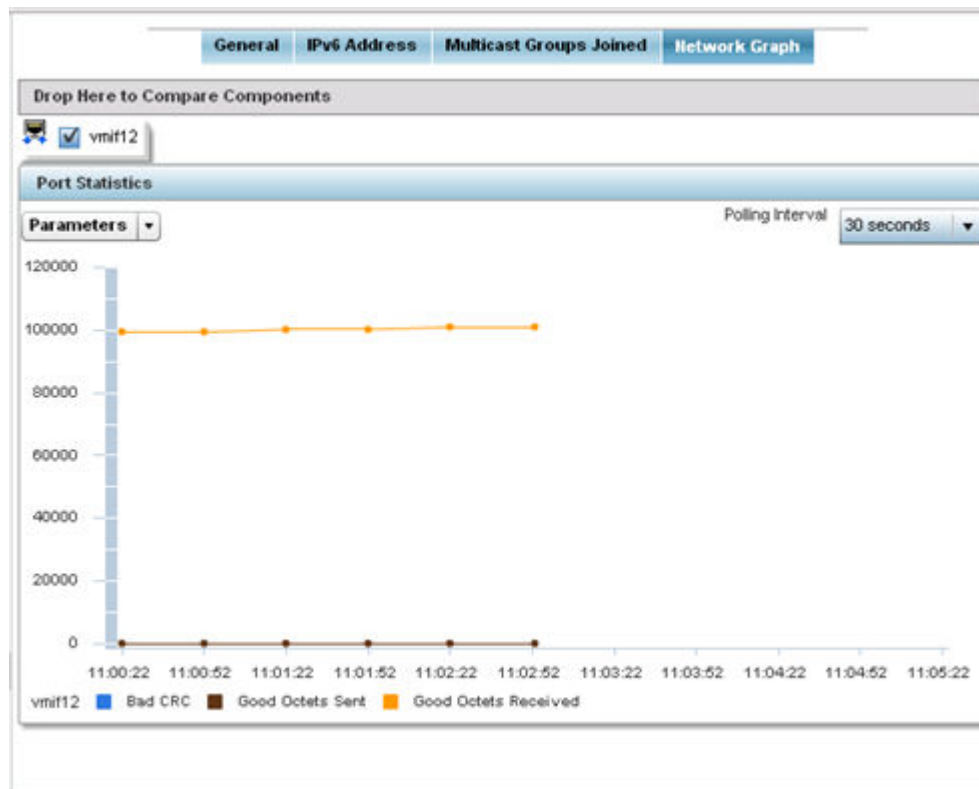 General IPv6 Address Multicast Groups Joined Network Graph
Drop Here to Compare Components
vmif12
Port Statistics
Parameters Polling Interval 30 seconds
120000
100000
80000
60000
40000
20000
0
11:00:22 11:00:52 11:01:22 11:01:52 11:02:22 11:02:52 11:03:22 11:03:52 11:04:22 11:04:52 11:05:22
vmif12 Bad CRC Good Octets Sent Good Octets Received